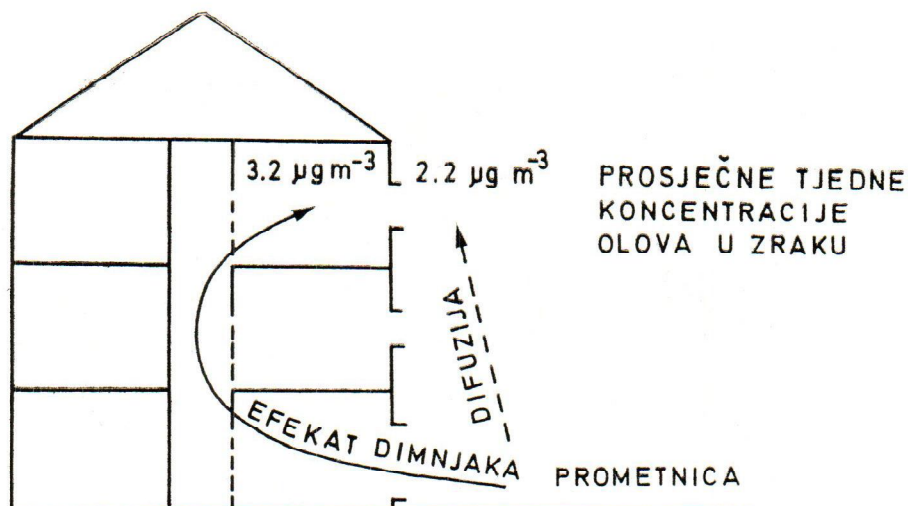 3.2 µg m⁻³
2.2 µg m⁻³
PROSJEČNE TJEDNE
KONCENTRACIJE
OLOVA U ZRAKU
DIFUZIJA
EFEKAT DIMNJAKA
PROMETNICA